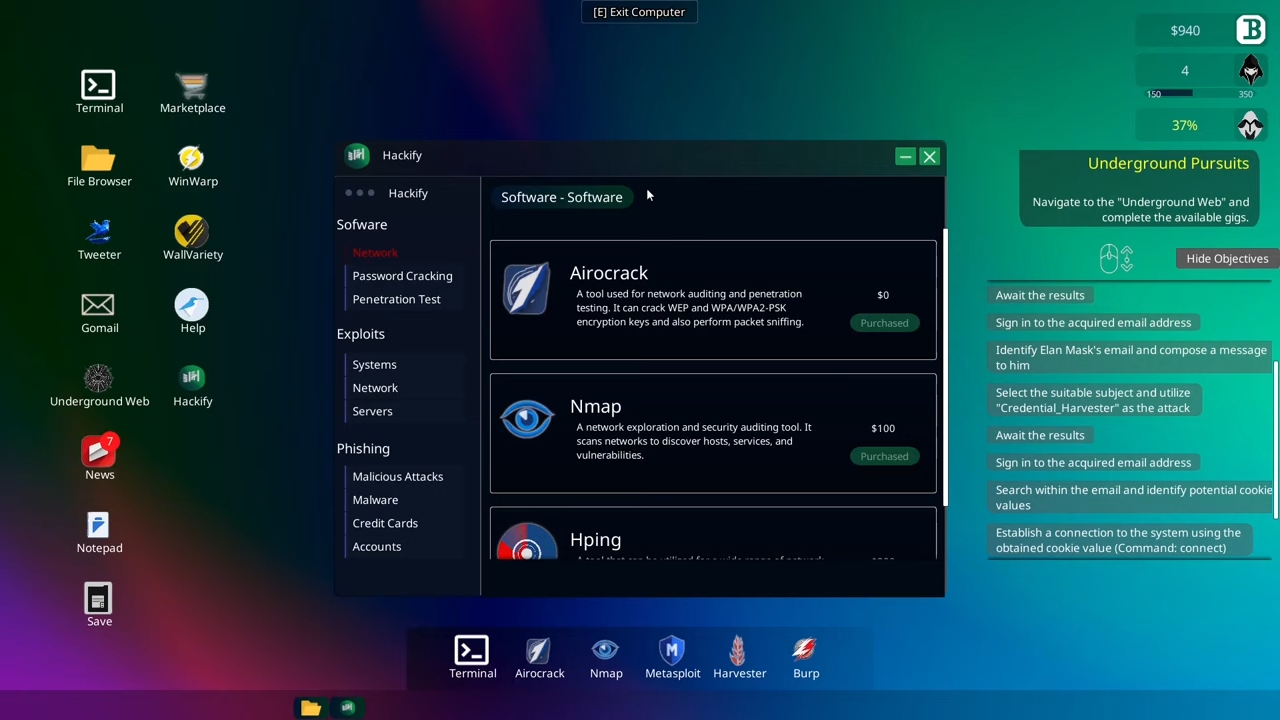 [E] Exit Computer
$940
B
4
150
350
37%
Underground Pursuits
Navigate to the "Underground Web" and
complete the available gigs.
Hide Objectives
Await the results
Sign in to the acquired email address
Identify Elan Mask's email and compose a message
to him
Select the suitable subject and utilize
"Credential_Harvester" as the attack
Await the results
Sign in to the acquired email address
Search within the email and identify potential cookie
values
Establish a connection to the system using the
obtained cookie value (Command: connect)
Terminal
Marketplace
File Browser
WinWarp
Tweeter
WallVariety
Gomail
Help
Underground Web
Hackify
7
News
Notepad
Save
Hackify
Hackify
Sofware
Network
Password Cracking
Penetration Test
Exploits
Systems
Network
Servers
Phishing
Malicious Attacks
Malware
Credit Cards
Accounts
Software - Software
Airocrack
A tool used for network auditing and penetration
testing. It can crack WEP and WPA/WPA2-PSK
encryption keys and also perform packet sniffing.
$0
Purchased
Nmap
A network exploration and security auditing tool. It
scans networks to discover hosts, services, and
vulnerabilities.
$100
Purchased
Hping
Terminal
Airocrack
Nmap
M
Metasploit
Harvester
Burp